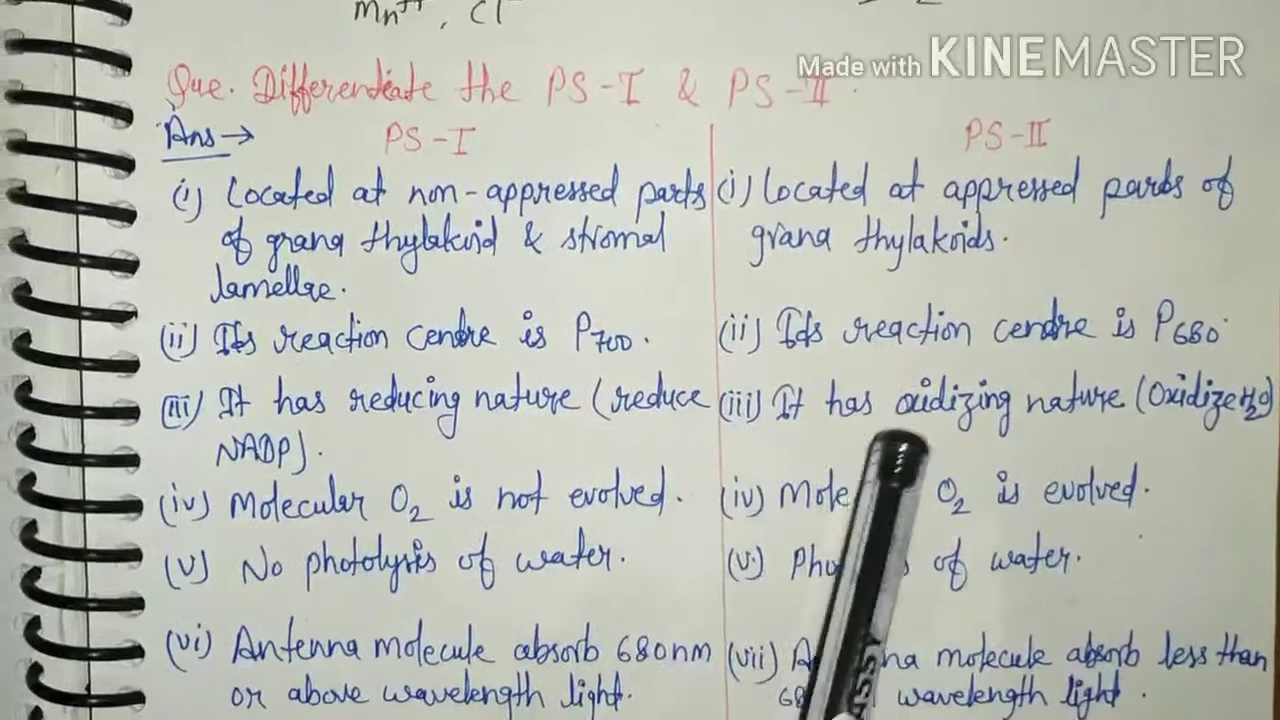 Mn++, Cl-
Made with KINEMASTER
Que. Differentiate the PS-I & PS-II.
Ans →
PS-I
(i) Located at non-appressed parts
of grana thylakoid & stromal
lamellae.
(ii) Its reaction centre is P700.
(iii) It has reducing nature (reduce
NADP).
(iv) Molecular O2 is not evolved.
(v) No photolysis of water.
(vi) Antenna molecule absorb 680nm
or above wavelength light.
PS-II
(i) Located at appressed parts of
grana thylakoids.
(ii) Its reaction centre is P680.
(iii) It has oxidizing nature (Oxidize H2O)
(iv) O2 is evolved.
(v) of water.
(vii) molecule absorb less than
wavelength light.